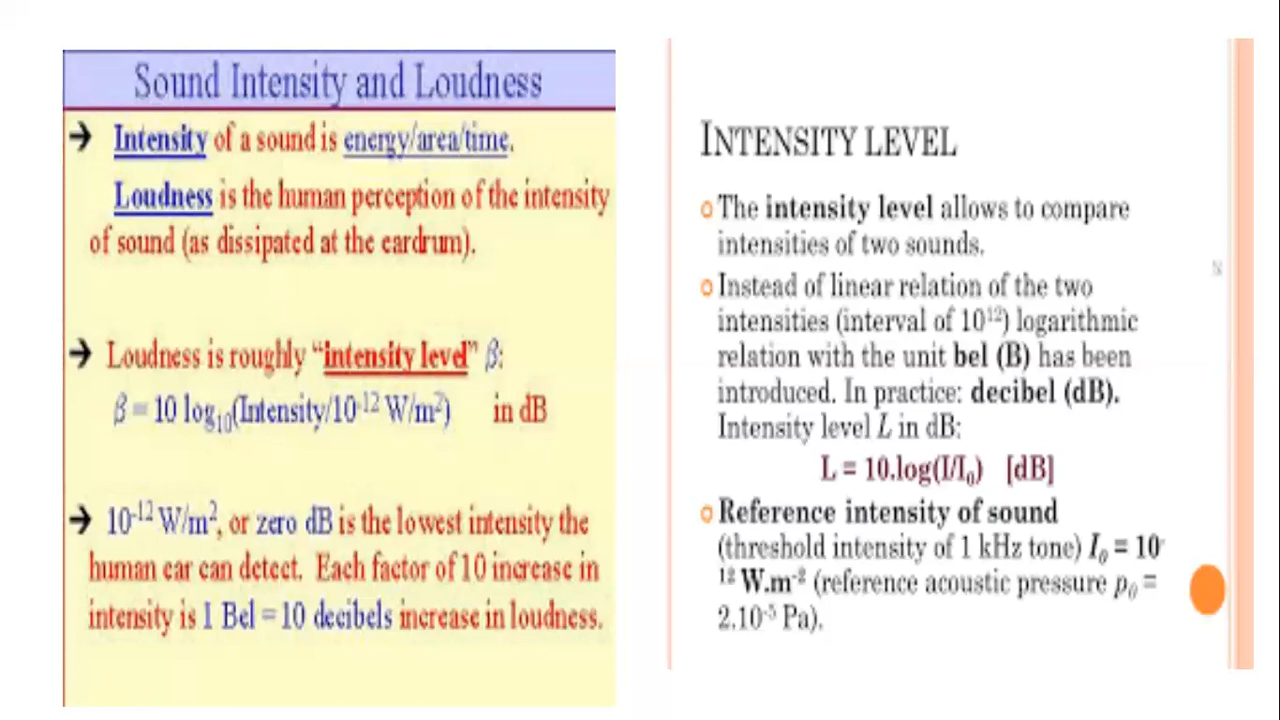 Sound Intensity and Loudness
➔ Intensity of a sound is energy/area/time.
Loudness is the human perception of the intensity
of sound (as dissipated at the eardrum).
➔ Loudness is roughly “intensity level” β:
β = 10 log₁₀(Intensity/10⁻¹² W/m²) in dB
➔ 10⁻¹² W/m², or zero dB is the lowest intensity the
human ear can detect. Each factor of 10 increase in
intensity is 1 Bel = 10 decibels increase in loudness.
INTENSITY LEVEL
The intensity level allows to compare
intensities of two sounds.
Instead of linear relation of the two
intensities (interval of 10¹²) logarithmic
relation with the unit bel (B) has been
introduced. In practice: decibel (dB).
Intensity level L in dB:
L = 10.log(I/I₀) [dB]
Reference intensity of sound
(threshold intensity of 1 kHz tone) I₀ = 10⁻
¹² W.m⁻² (reference acoustic pressure p₀ =
2.10⁻⁵ Pa).